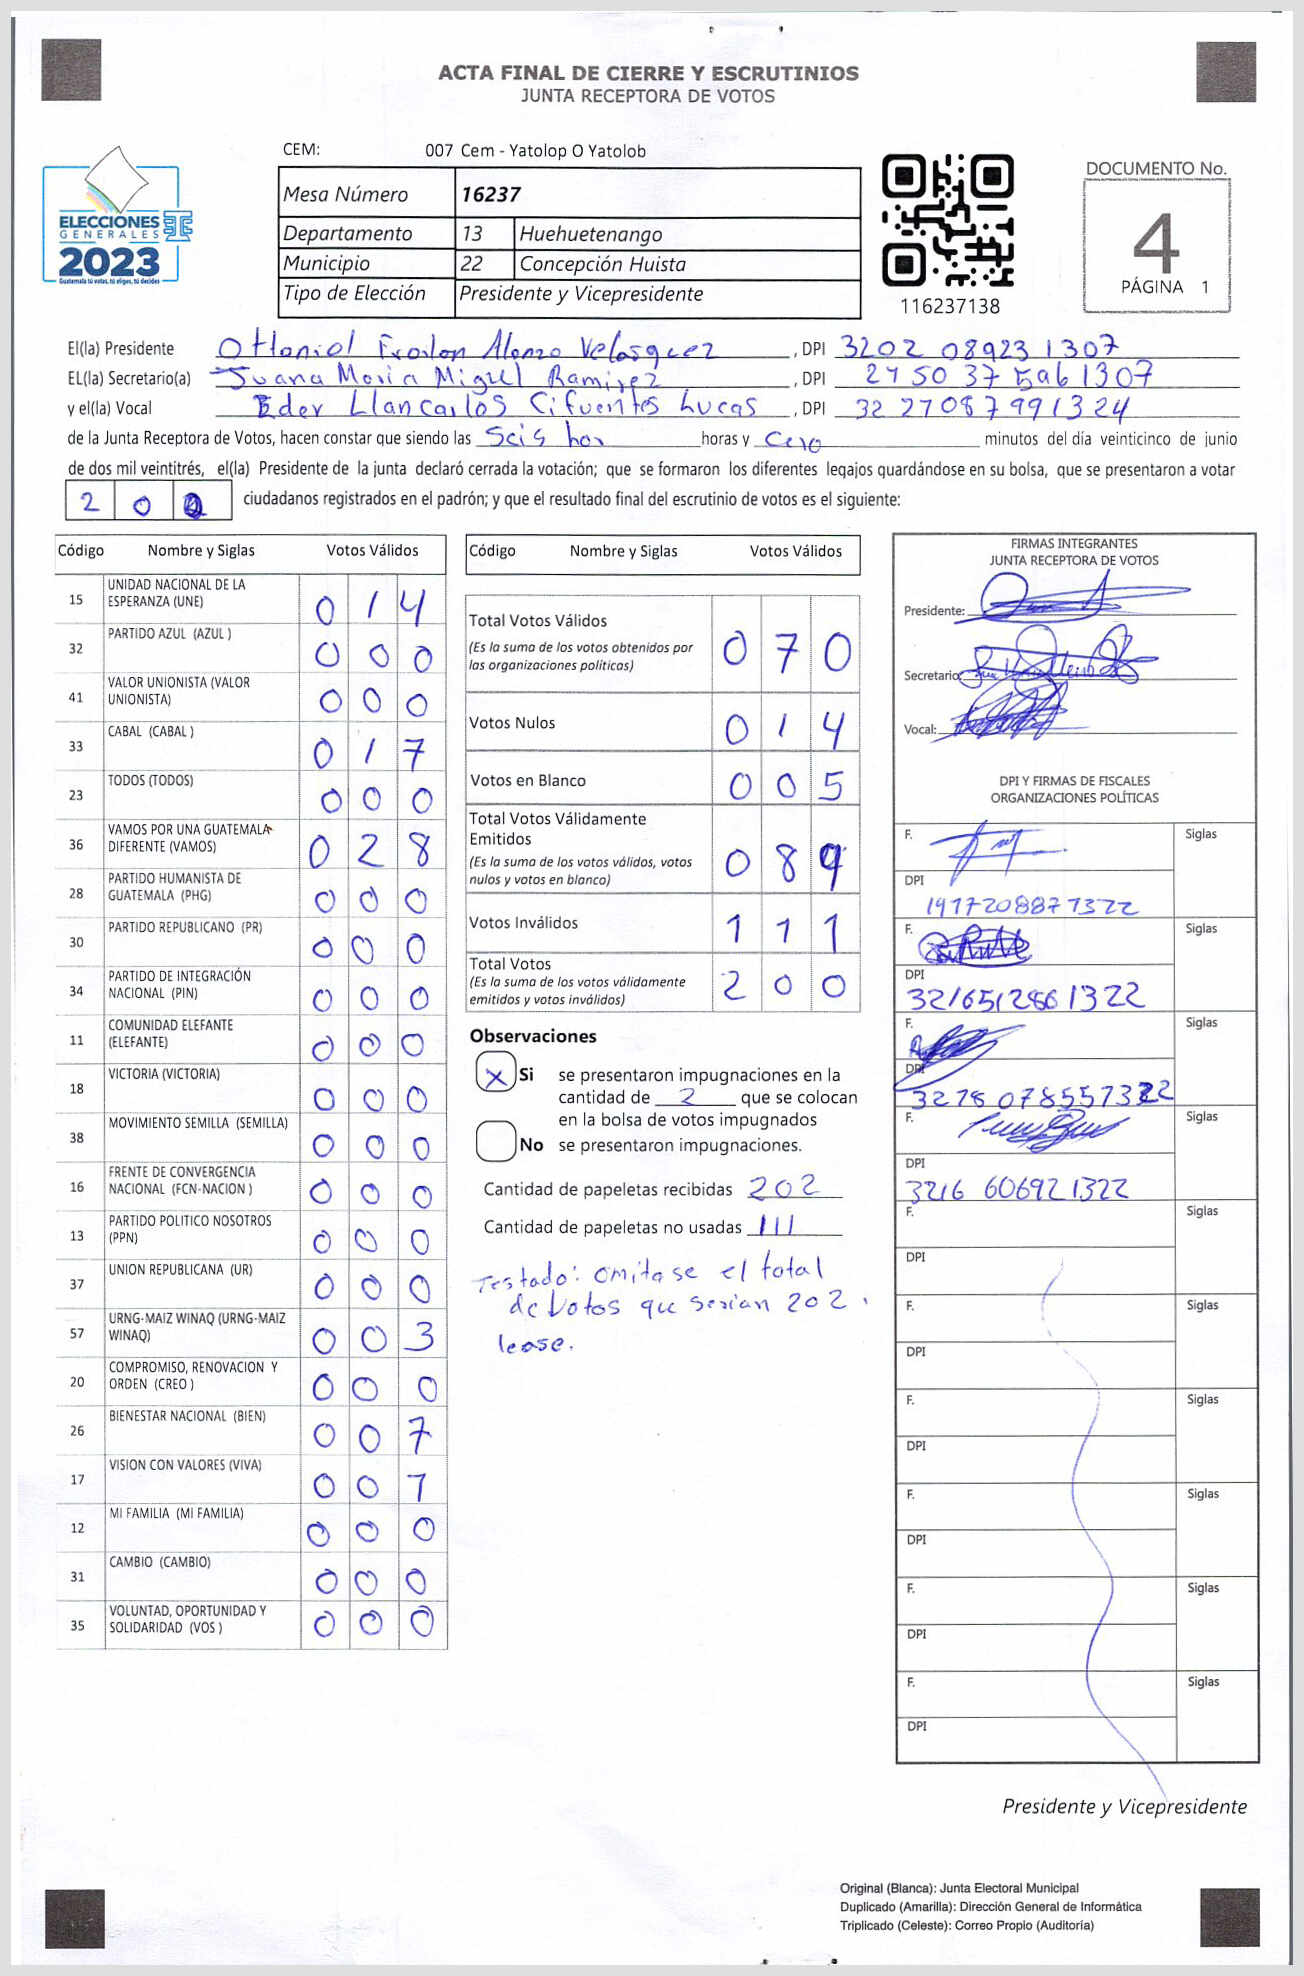 ACTA FINAL DE CIERRE Y ESCRUTINIOS
JUNTA RECEPTORA DE VOTOS
CEM: 007 Cem - Yatolop O Yatolob
ELECCIONES
GENERALES
2023
Guatemala tú votas, tú eliges, tú decides
Mesa Número 16237
Departamento 13 Huehuetenango
Municipio 22 Concepción Huista
Tipo de Elección Presidente y Vicepresidente
116237138
DOCUMENTO No.
4
PÁGINA 1
El(la) Presidente Alonzo Velasquez, DPI 3202 08923 1307
EL(la) Secretario(a) Juana Maria Miguel Ramirez, DPI
y el(la) Vocal Eder Llancarlos Cifuentes Lucas, DPI 32 27087 991324
de la Junta Receptora de Votos, hacen constar que siendo las Seis hor horas y Cero minutos del día veinticinco de junio
de dos mil veintitrés, el(la) Presidente de la junta declaró cerrada la votación; que se formaron los diferentes legajos quardándose en su bolsa, que se presentaron a votar
2 0 0 ciudadanos registrados en el padrón; y que el resultado final del escrutinio de votos es el siguiente:
Código Nombre y Siglas Votos Válidos
15 UNIDAD NACIONAL DE LA ESPERANZA (UNE) 0 1 4
32 PARTIDO AZUL (AZUL ) 0 0 0
41 VALOR UNIONISTA (VALOR UNIONISTA) 0 0 0
33 CABAL (CABAL ) 0 1 7
23 TODOS (TODOS) 0 0 0
36 VAMOS POR UNA GUATEMALA DIFERENTE (VAMOS) 0 2 8
28 PARTIDO HUMANISTA DE GUATEMALA (PHG) 0 0 0
30 PARTIDO REPUBLICANO (PR) 0 0 0
34 PARTIDO DE INTEGRACIÓN NACIONAL (PIN) 0 0 0
11 COMUNIDAD ELEFANTE (ELEFANTE) 0 0 0
18 VICTORIA (VICTORIA) 0 0 0
38 MOVIMIENTO SEMILLA (SEMILLA) 0 0 0
16 FRENTE DE CONVERGENCIA NACIONAL (FCN-NACION ) 0 0 0
13 PARTIDO POLITICO NOSOTROS (PPN) 0 0 0
37 UNION REPUBLICANA (UR) 0 0 0
57 URNG-MAIZ WINAQ (URNG-MAIZ WINAQ) 0 0 3
20 COMPROMISO, RENOVACION Y ORDEN (CREO ) 0 0 0
26 BIENESTAR NACIONAL (BIEN) 0 0 7
17 VISION CON VALORES (VIVA) 0 0 1
12 MI FAMILIA (MI FAMILIA) 0 0 0
31 CAMBIO (CAMBIO) 0 0 0
35 VOLUNTAD, OPORTUNIDAD Y SOLIDARIDAD (VOS ) 0 0 0
Código Nombre y Siglas Votos Válidos
Total Votos Válidos 0 7 0
(Es la suma de los votos obtenidos por
las organizaciones políticas)
Votos Nulos 0 1 4
Votos en Blanco 0 0 5
Total Votos Válidamente
Emitidos 0 8 9
(Es la suma de los votos válidos, votos
nulos y votos en blanco)
Votos Inválidos 1 1 1
Total Votos 2 0 0
(Es la suma de los votos válidamente
emitidos y votos inválidos)
Observaciones
X Si se presentaron impugnaciones en la
cantidad de 2 que se colocan
en la bolsa de votos impugnados
No se presentaron impugnaciones.
Cantidad de papeletas recibidas 202
Cantidad de papeletas no usadas 111
Testado: omitase el total
de votos que serian 202.
lease.
FIRMAS INTEGRANTES
JUNTA RECEPTORA DE VOTOS
Presidente:
Secretario:
Vocal:
DPI Y FIRMAS DE FISCALES
ORGANIZACIONES POLÍTICAS
F. Siglas
DPI
F. Siglas
DPI
F. Siglas
DPI
F. Siglas
DPI
3216 606921322
F. Siglas
DPI
F. Siglas
DPI
F. Siglas
DPI
F. Siglas
DPI
F. Siglas
DPI
F. Siglas
DPI
Presidente y Vicepresidente
Original (Blanca): Junta Electoral Municipal
Duplicado (Amarilla): Dirección General de Informática
Triplicado (Celeste): Correo Propio (Auditoría)